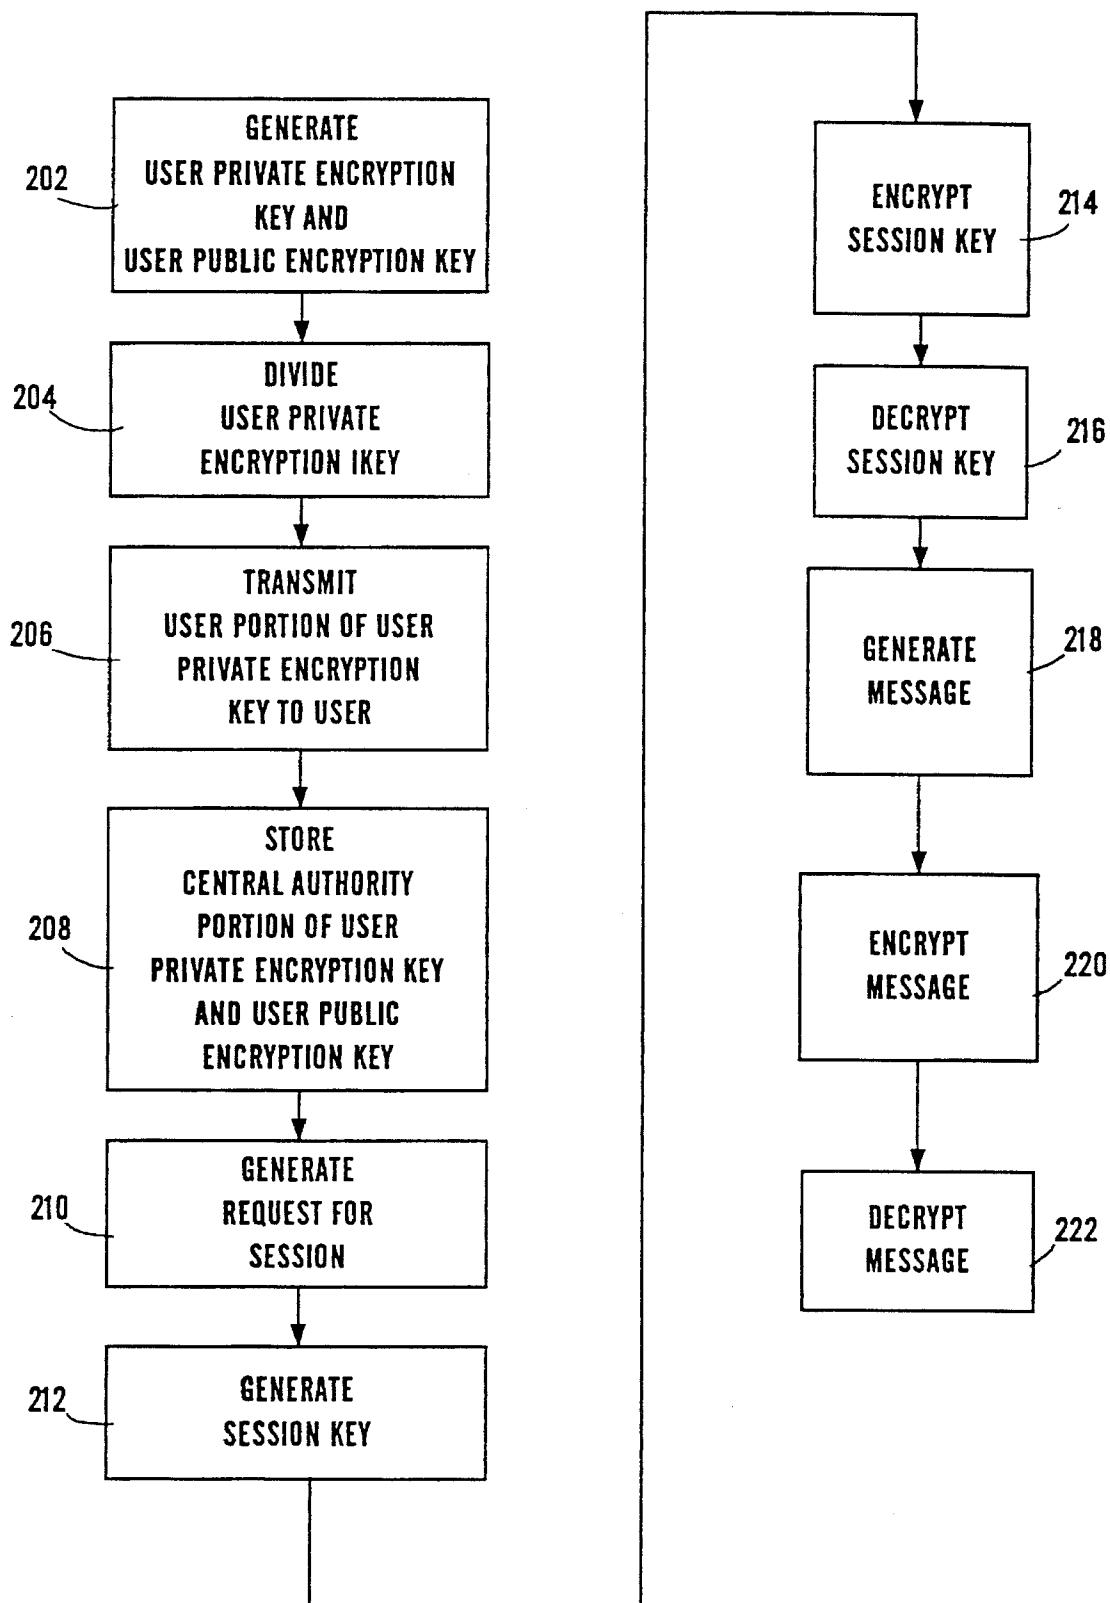 202
GENERATE
USER PRIVATE ENCRYPTION
KEY AND
USER PUBLIC ENCRYPTION KEY
204
DIVIDE
USER PRIVATE
ENCRYPTION IKEY
206
TRANSMIT
USER PORTION OF USER
PRIVATE ENCRYPTION
KEY TO USER
208
STORE
CENTRAL AUTHORITY
PORTION OF USER
PRIVATE ENCRYPTION KEY
AND USER PUBLIC
ENCRYPTION KEY
210
GENERATE
REQUEST FOR
SESSION
212
GENERATE
SESSION KEY
ENCRYPT
SESSION KEY
214
DECRYPT
SESSION KEY
216
GENERATE
MESSAGE
218
ENCRYPT
MESSAGE
220
DECRYPT
MESSAGE
222